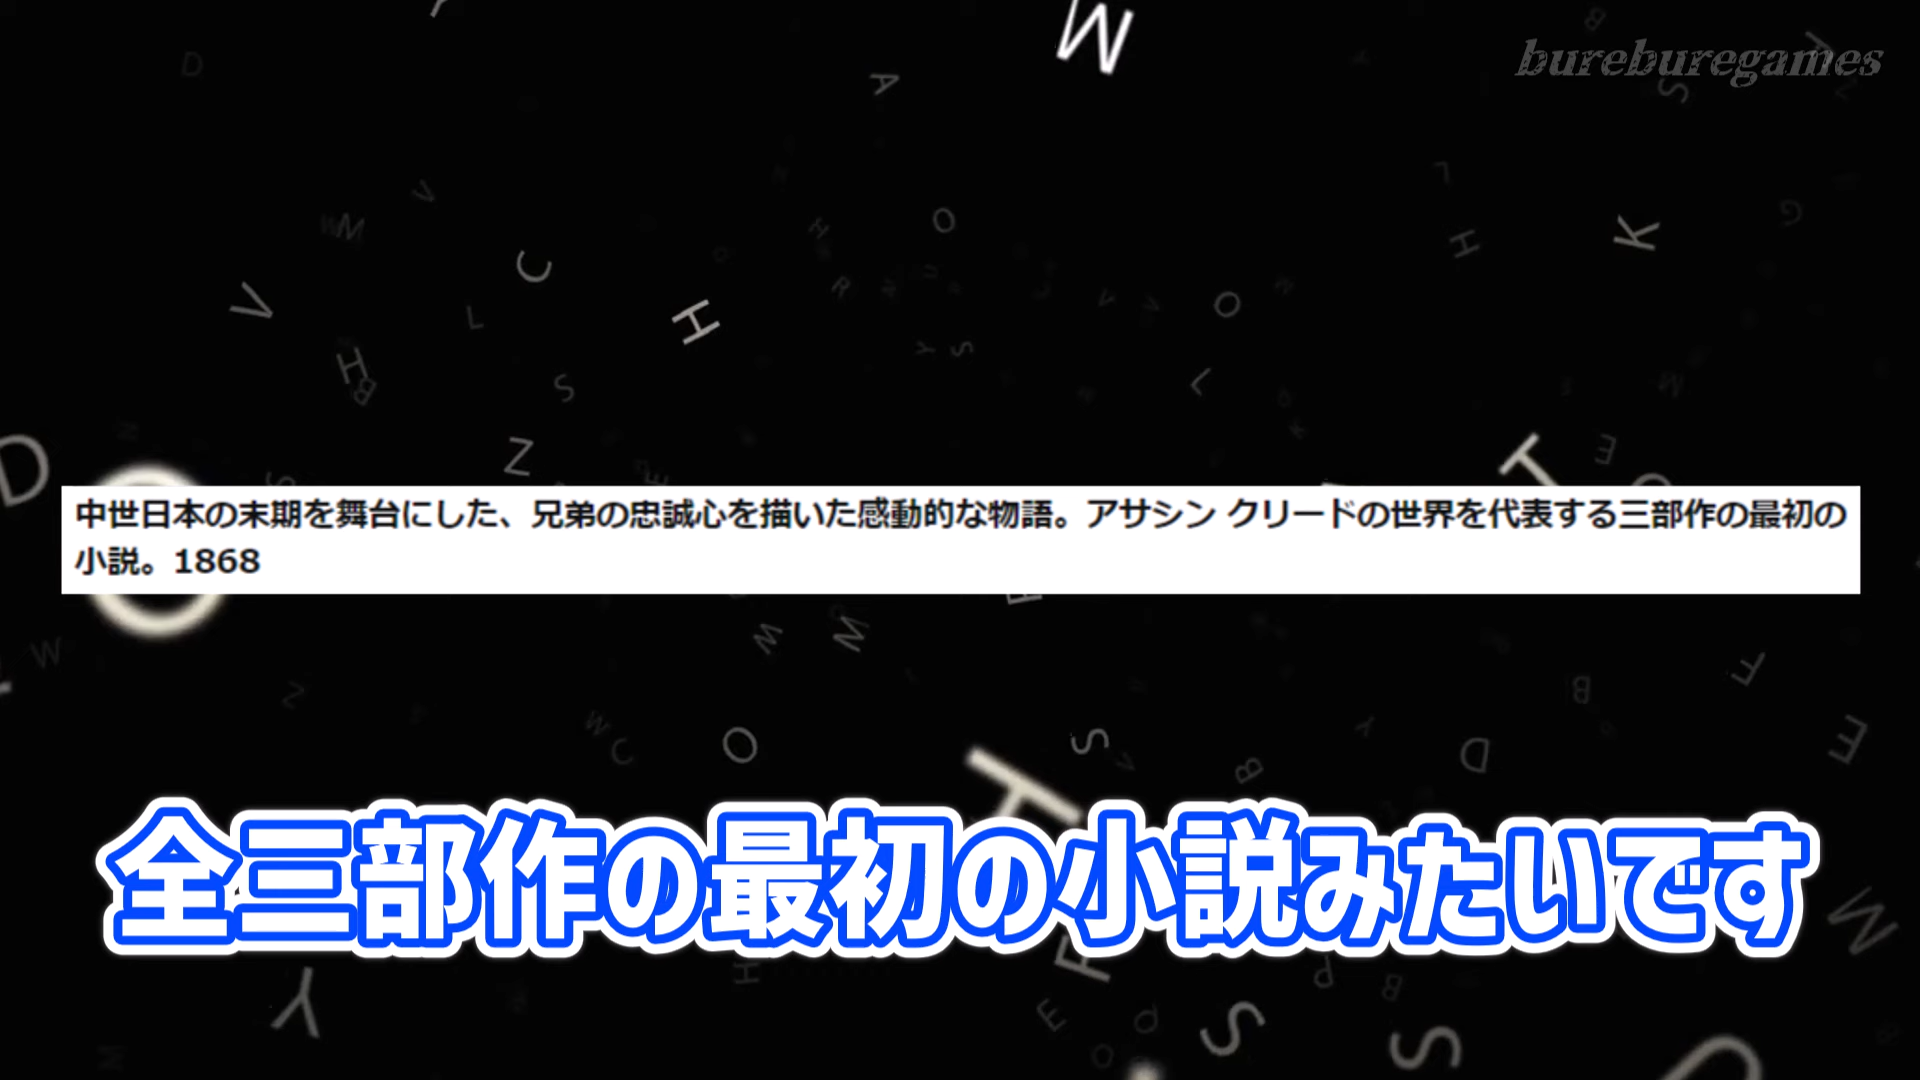 bureburegames
中世日本の末期を舞台にした、兄弟の忠誠心を描いた感動的な物語。アサシン クリードの世界を代表する三部作の最初の
小説。1868
全三部作の最初の小説みたいです